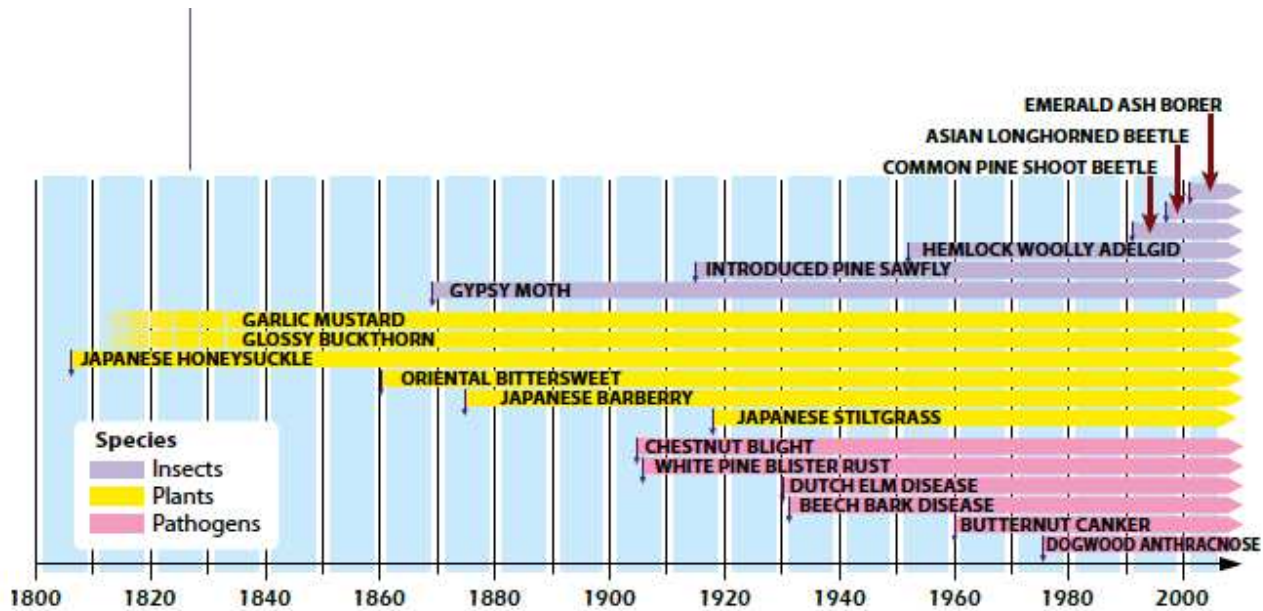 EMERALD ASH BORER
ASIAN LONGHORNED BEETLE
COMMON PINE SHOOT BEETLE
HEMLOCK WOOLLY ADELGID
INTRODUCED PINE SAWFLY
GYPSY MOTH
GARLIC MUSTARD
GLOSSY BUCKTHORN
JAPANESE HONEYSUCKLE
ORIENTAL BITTERSWEET
JAPANESE BARBERRY
JAPANESE STILTGRASS
Species
Insects
Plants
Pathogens
CHESTNUT BLIGHT
WHITE PINE BLISTER RUST
DUTCH ELM DISEASE
BEECH BARK DISEASE
BUTTERNUT CANKER
DOGWOOD ANTHRACNOSE
1800 1820 1840 1860 1880 1900 1920 1940 1960 1980 2000